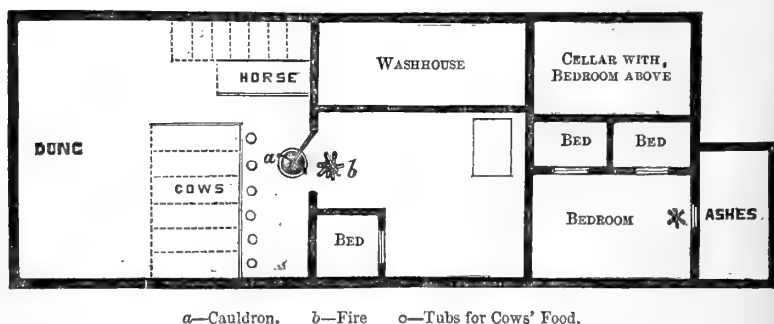 HORSE
WASHHOUSE
CELLAR WITH,
BEDROOM ABOVE
DUNG
a
b
COWS
BED
BED
BED
BEDROOM
ASHES
a—Cauldron. b—Fire o—Tubs for Cows' Food.